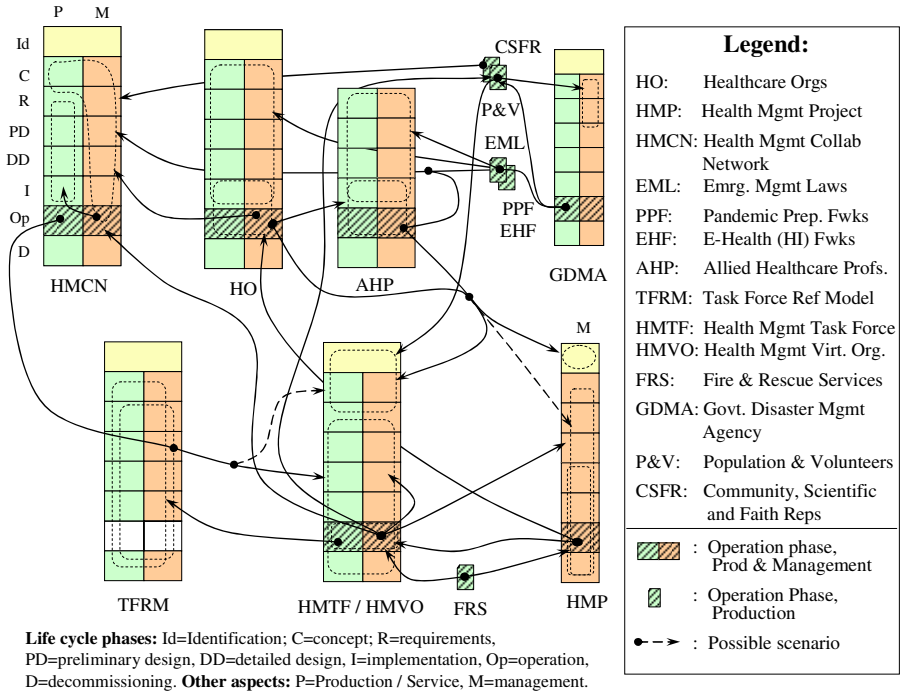 P M
Id
C
R
PD
DD
I
Op
D
HMCN
HO
AHP
CSFR
P&V
EML
PPF
EHF
GDMA
M
TFRM
HMTF / HMVO
FRS
HMP
Legend:
HO: Healthcare Orgs
HMP: Health Mgmt Project
HMCN: Health Mgmt Collab
Network
EML: Emrg. Mgmt Laws
PPF: Pandemic Prep. Fwks
EHF: E-Health (HI) Fwks
AHP: Allied Healthcare Profs.
TFRM: Task Force Ref Model
HMTF: Health Mgmt Task Force
HMVO: Health Mgmt Virt. Org.
FRS: Fire & Rescue Services
GDMA: Govt. Disaster Mgmt
Agency
P&V: Population & Volunteers
CSFR: Community, Scientific
and Faith Reps
: Operation phase,
Prod & Management
: Operation Phase,
Production
: Possible scenario
Life cycle phases: Id=Identification; C=concept; R=requirements,
PD=preliminary design, DD=detailed design, I=implementation, Op=operation,
D=decommissioning. Other aspects: P=Production / Service, M=management.